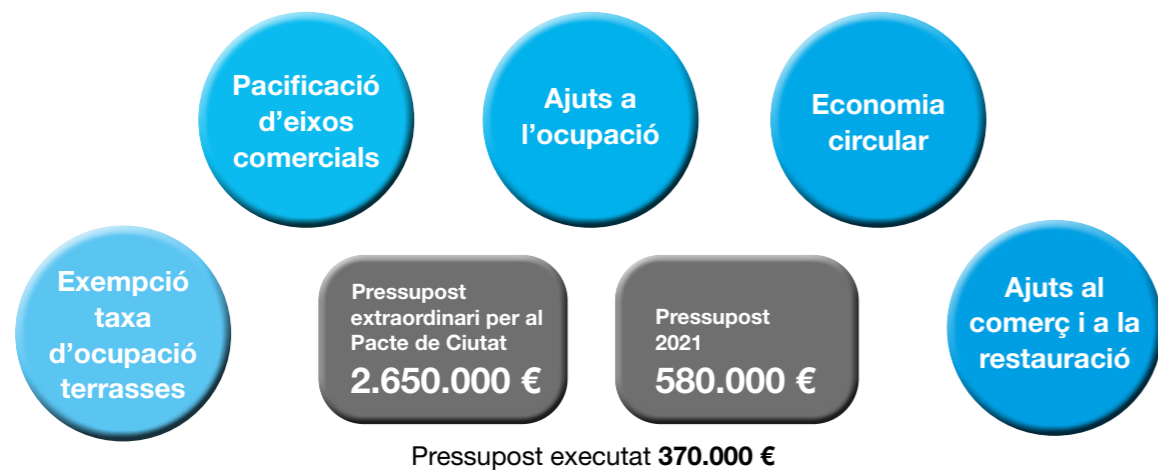 Pacificació
d’eixos
comercials
Ajuts a
l’ocupació
Economia
circular
Exempció
taxa
d’ocupació
terrasses
Pressupost
extraordinari per al
Pacte de Ciutat
2.650.000 €
Pressupost
2021
580.000 €
Ajuts al
comerç i a la
restauració
Pressupost executat 370.000 €